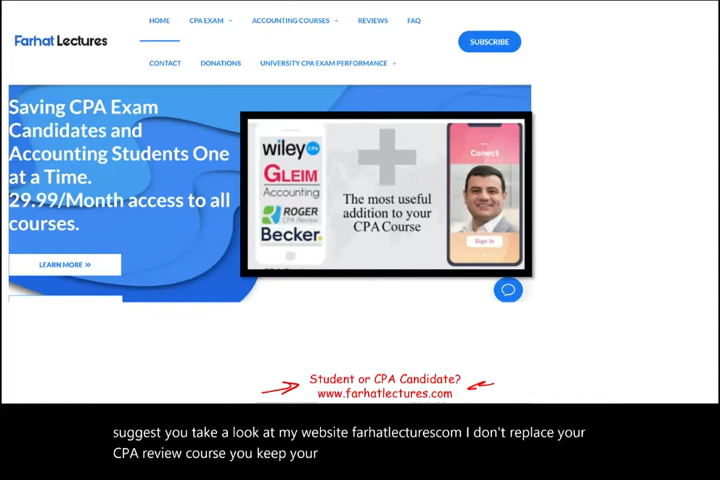 HOME CPA EXAM ACCOUNTING COURSES REVIEWS FAQ
Farhat Lectures
SUBSCRIBE
CONTACT DONATIONS UNIVERSITY CPA EXAM PERFORMANCE
Saving CPA Exam
Candidates and
Accounting Students One
at a Time.
29.99/Month access to all
courses.
LEARN MORE »
wiley CPA
GLEIM
Accounting
ROGER
CPA Review
Becker
The most useful
addition to your
CPA Course
Conect
Sign in
Student or CPA Candidate?
www.farhatlectures.com
suggest you take a look at my website farhatlecturescom I don't replace your
CPA review course you keep your